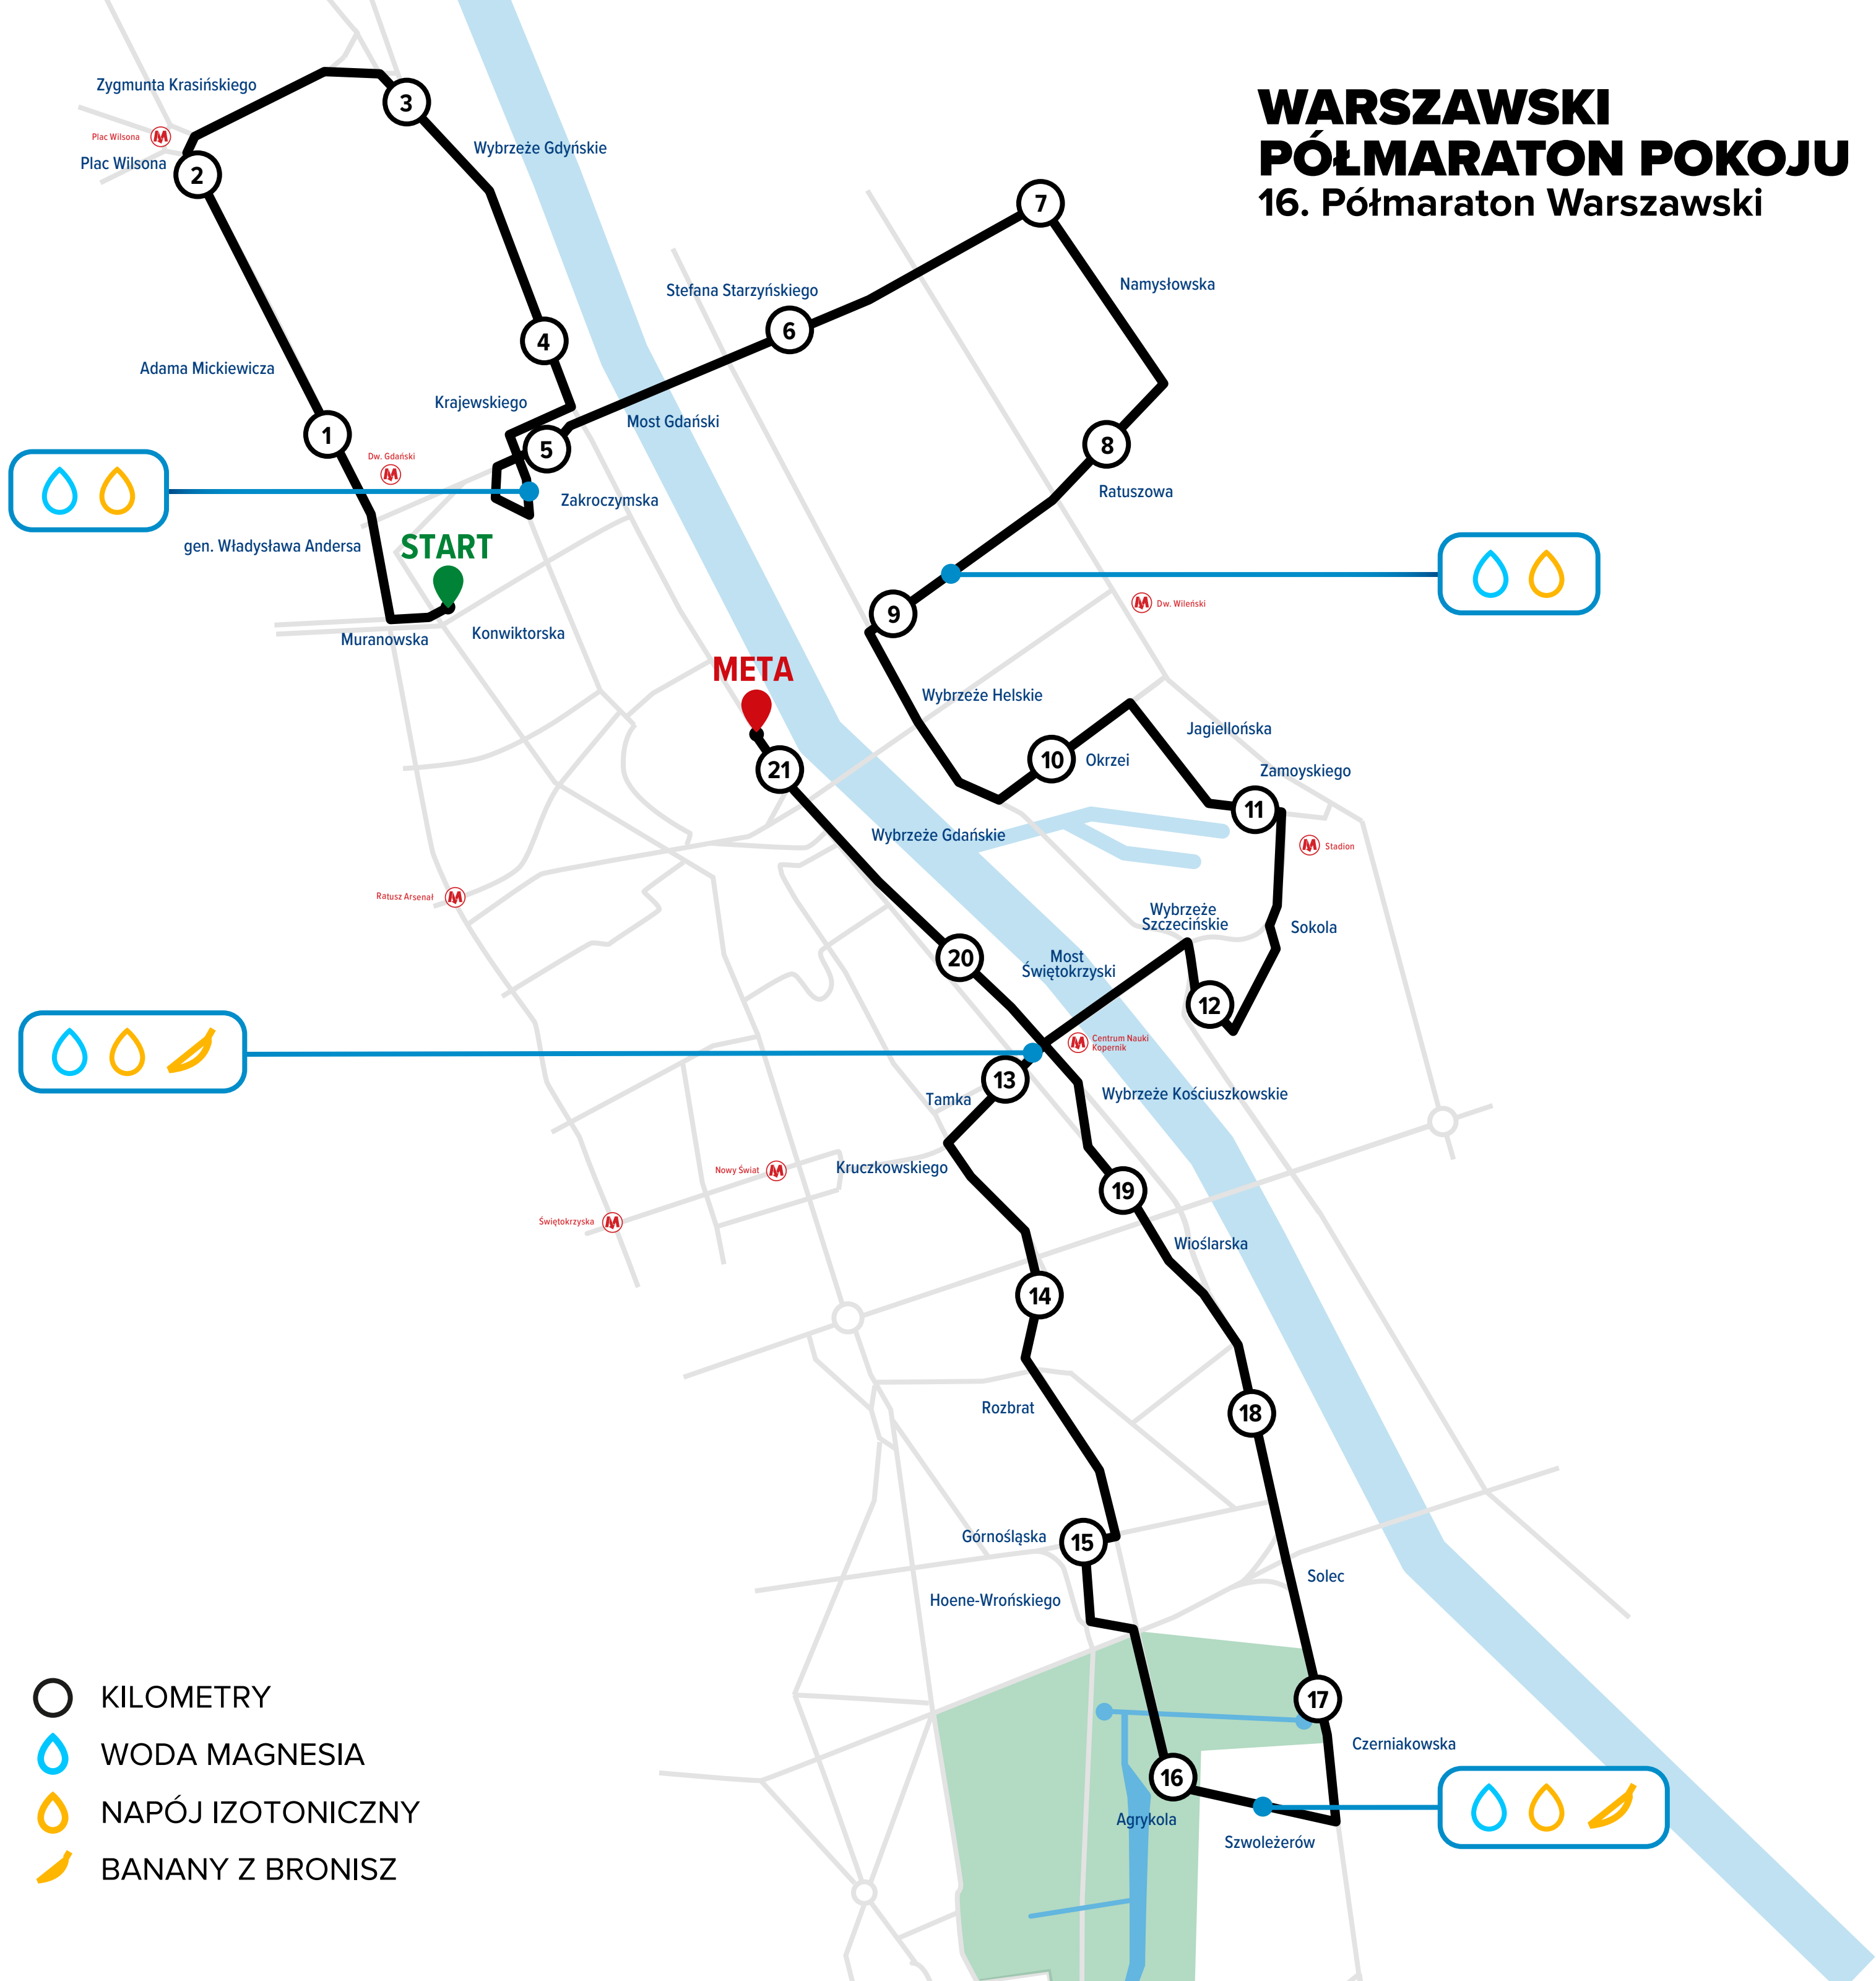 WARSZAWSKI
PÓŁMARATON POKOJU
16. Półmaraton Warszawski
Zygmunta Krasińskiego
3
Plac Wilsona
Plac Wilsona
2
Wybrzeże Gdyńskie
7
Namysłowska
Stefana Starzyńskiego
6
4
Adama Mickiewicza
Krajewskiego
Most Gdański
1
5
8
Dw. Gdański
Zakroczymska
Ratuszowa
gen. Władysława Andersa
START
Muranowska
Konwiktorska
9
Dw. Wileński
META
Wybrzeże Helskie
Jagiellońska
10
Okrzei
21
Zamoyskiego
11
Wybrzeże Gdańskie
Stadion
Ratusz Arsenał
Wybrzeże
Szczecińskie
Sokola
20
Most
Świętokrzyski
12
Centrum Nauki
Kopernik
13
Tamka
Wybrzeże Kościuszkowskie
Nowy Świat
Kruczkowskiego
19
Świętokrzyska
Wioślarska
14
Rozbrat
18
Górnośląska
15
Solec
Hoene-Wrońskiego
17
Czerniakowska
16
Agrykola
Szwoleżerów
KILOMETRY
WODA MAGNESIA
NAPÓJ IZOTONICZNY
BANANY Z BRONISZ